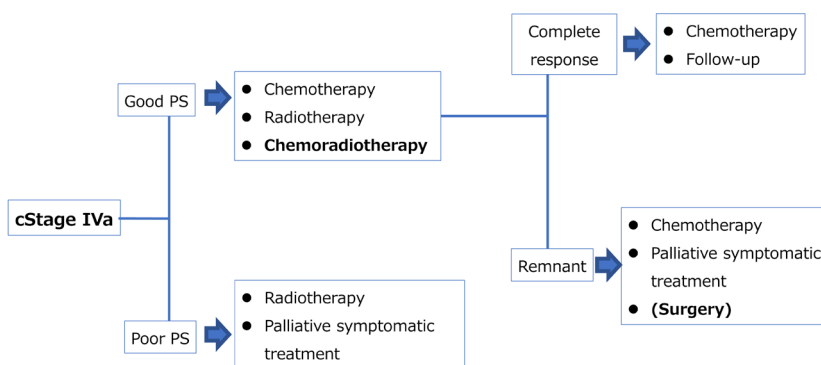 cStage IVa
Good PS
● Chemotherapy
● Radiotherapy
● Chemoradiotherapy
Complete
response
● Chemotherapy
● Follow-up
Remnant
● Chemotherapy
● Palliative symptomatic
treatment
● (Surgery)
Poor PS
● Radiotherapy
● Palliative symptomatic
treatment